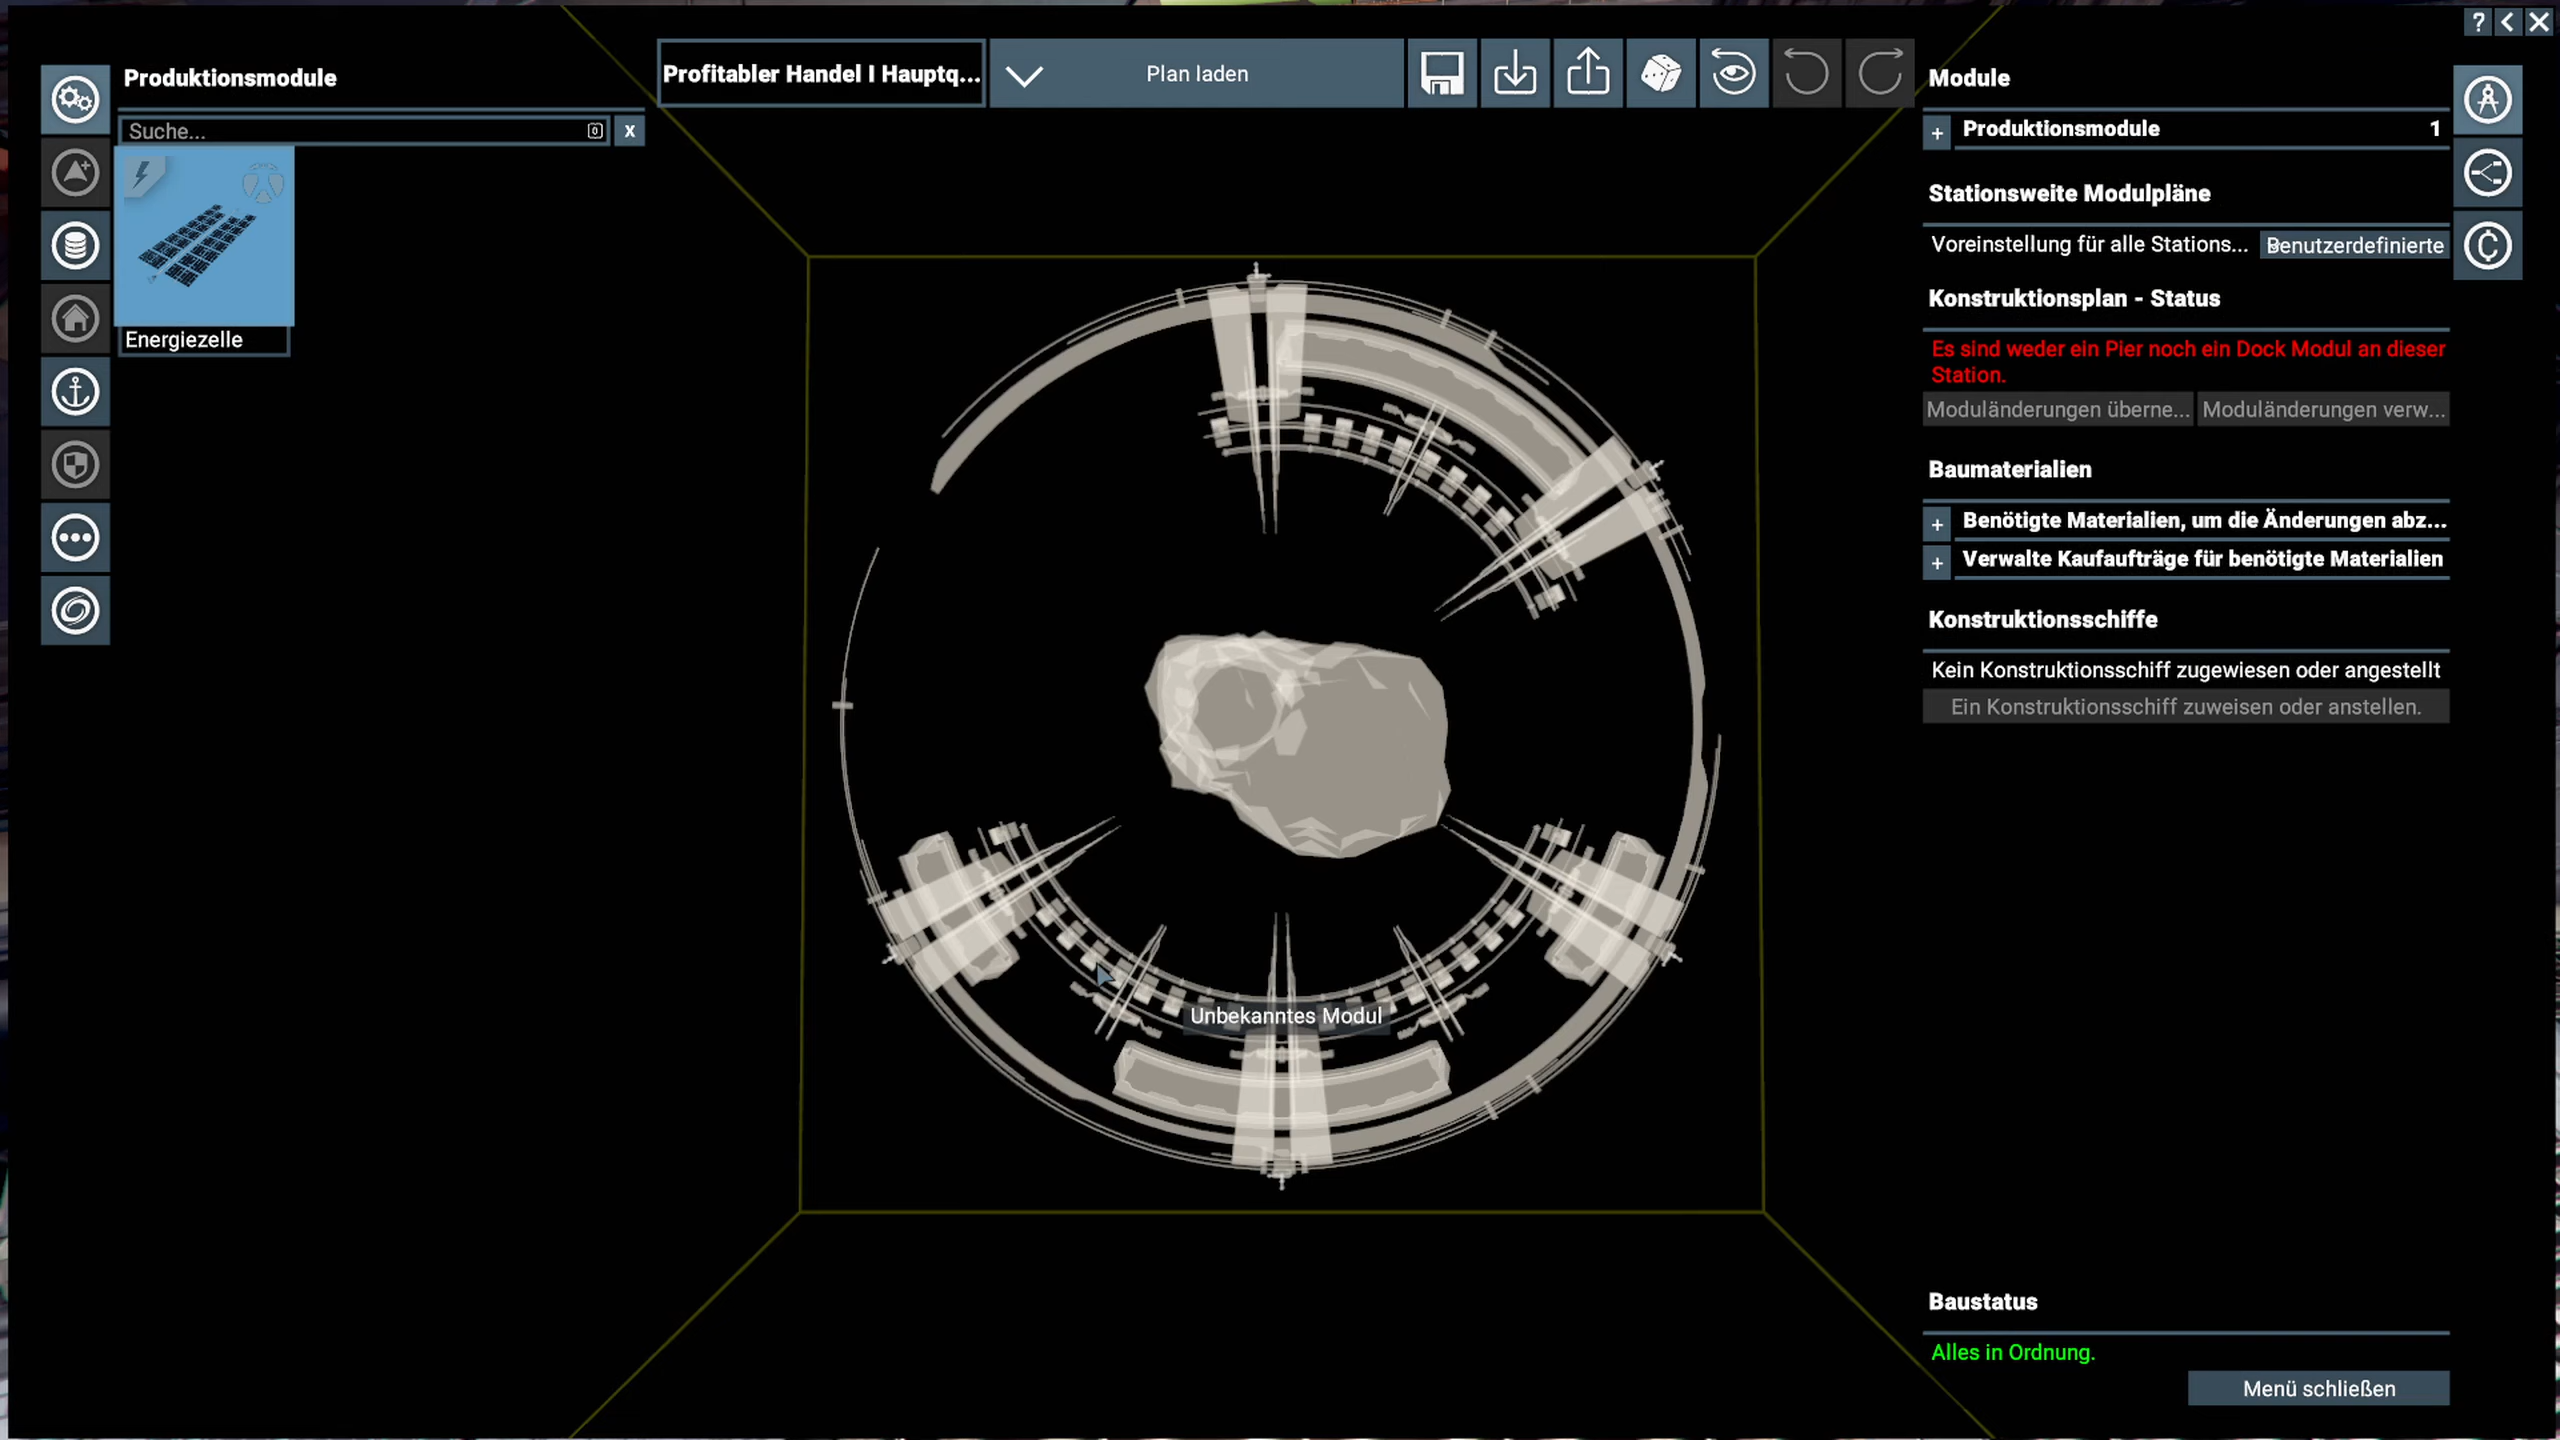 Produktionsmodule
Suche...
x
Energiezelle
Profitabler Handel I Hauptq...
Plan laden
?
Module
+ Produktionsmodule 1
Stationsweite Modulpläne
Voreinstellung für alle Stations... Benutzerdefinierte
Konstruktionsplan - Status
Es sind weder ein Pier noch ein Dock Modul an dieser
Station.
Moduländerungen überne... Moduländerungen verw...
Baumaterialien
+ Benötigte Materialien, um die Änderungen abz...
+ Verwalte Kaufaufträge für benötigte Materialien
Konstruktionsschiffe
Kein Konstruktionsschiff zugewiesen oder angestellt
Ein Konstruktionsschiff zuweisen oder anstellen.
Unbekanntes Modul
Baustatus
Alles in Ordnung.
Menü schließen